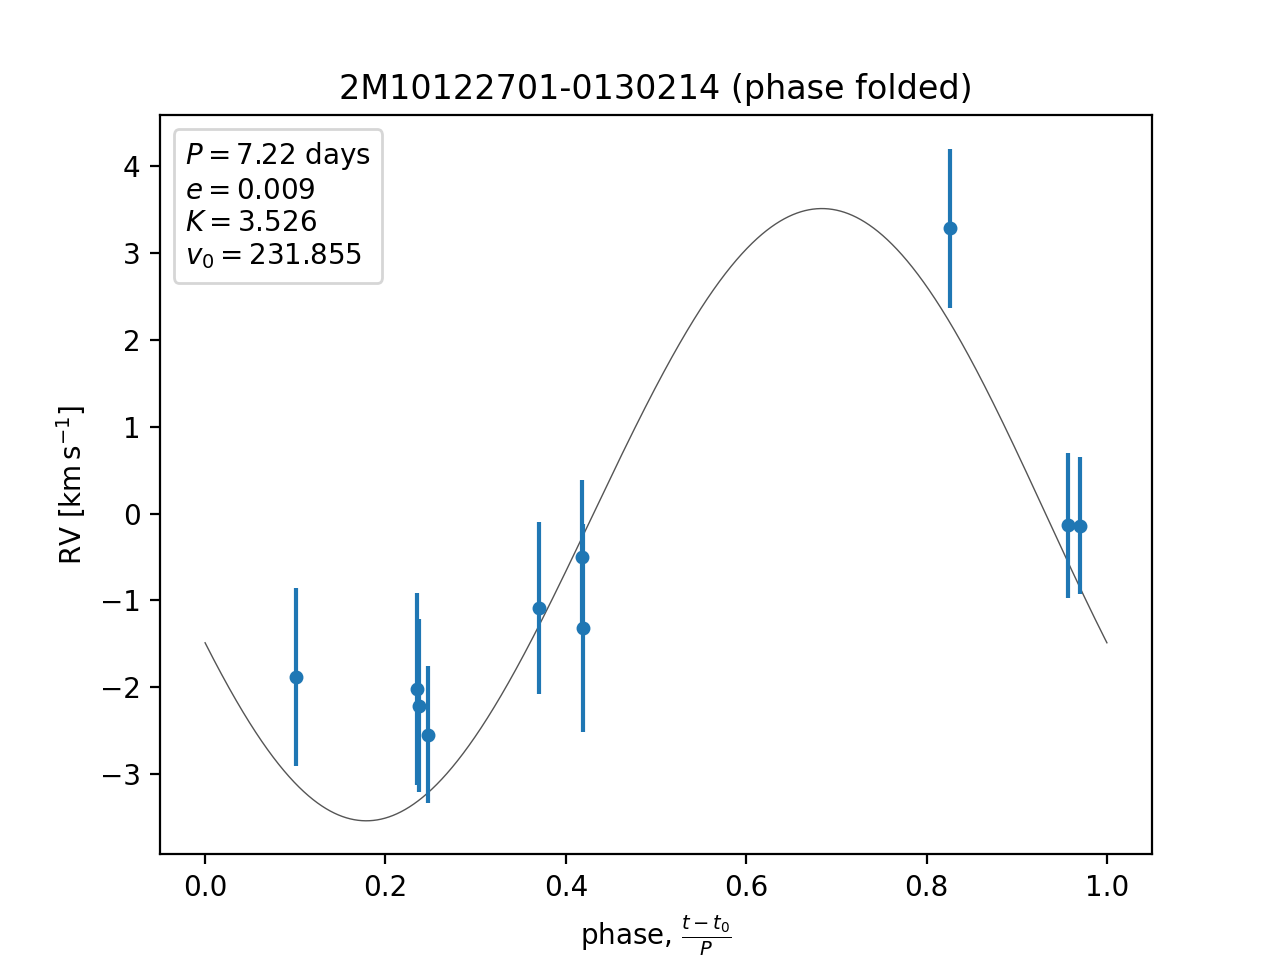 2M10122701-0130214 (phase folded)
P = 7.22 days
e = 0.009
K = 3.526
v₀ = 231.855
4
3
2
1
0
−1
−2
−3
RV [km s⁻¹]
0.0 0.2 0.4 0.6 0.8 1.0
phase, (t − t₀)/P